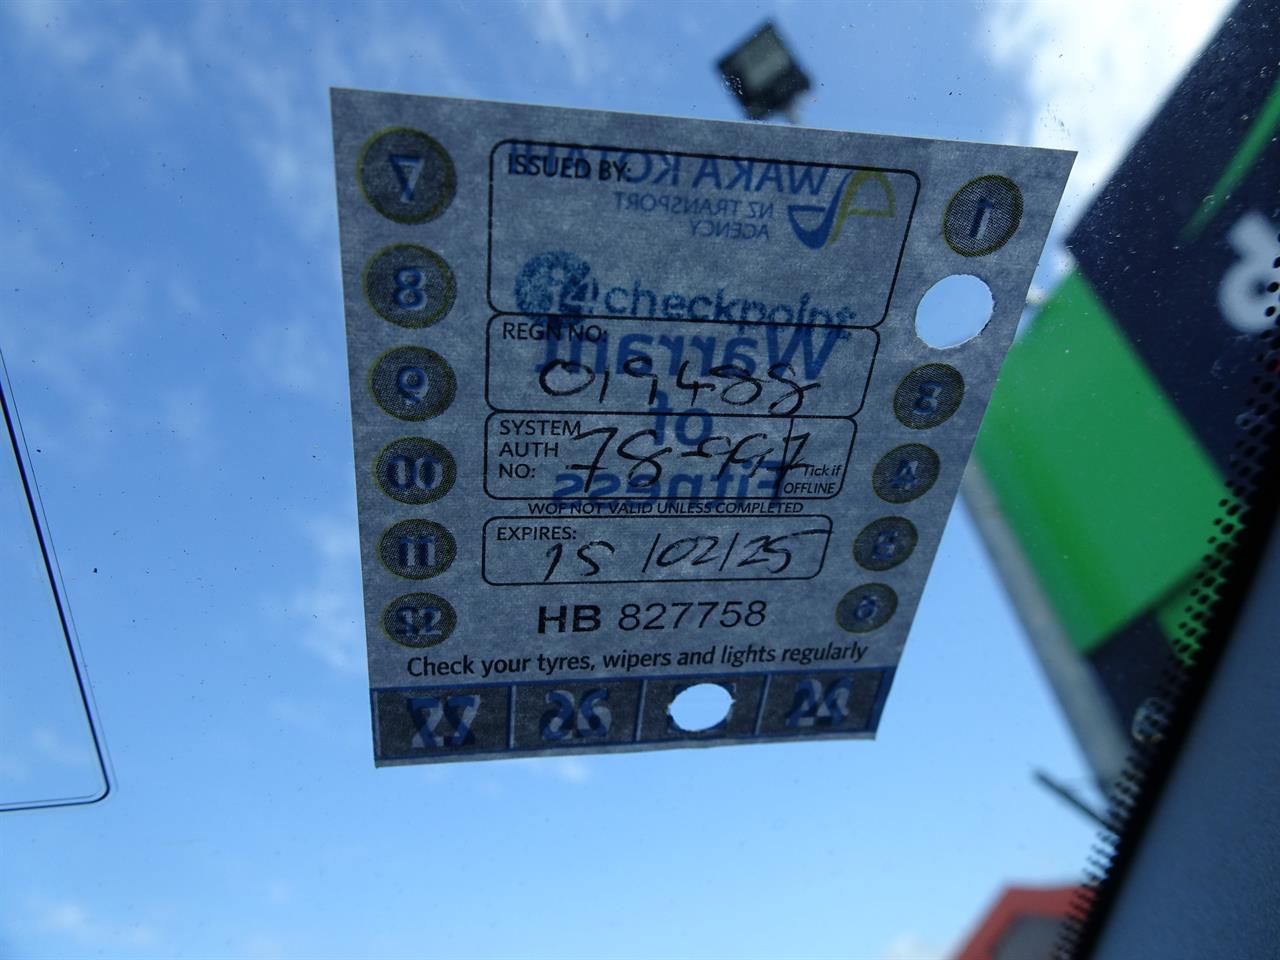 ISSUED BY:
WAKA KOTAHI
NZ TRANSPORT
AGENCY
checkpoint
Warrant
of
Fitness
REGN NO:
019488
SYSTEM
AUTH
NO:
Tick if
OFFLINE
WOF NOT VALID UNLESS COMPLETED
EXPIRES:
15/02/25
HB 827758
Check your tyres, wipers and lights regularly
7
8
9
10
11
12
1
3
4
5
6
27
26
24